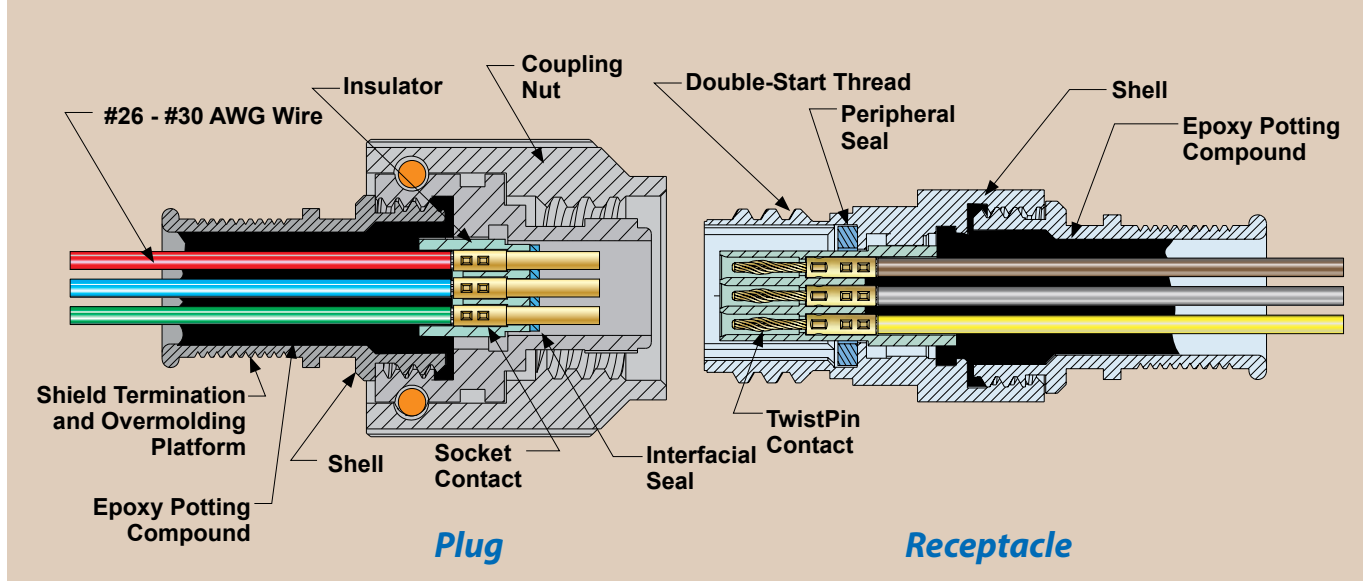 Coupling
Nut
Insulator
#26 - #30 AWG Wire
Shield Termination
and Overmolding
Platform
Shell
Epoxy Potting
Compound
Socket
Contact
Interfacial
Seal
Plug
Double-Start Thread
Peripheral
Seal
Shell
Epoxy Potting
Compound
TwistPin
Contact
Receptacle